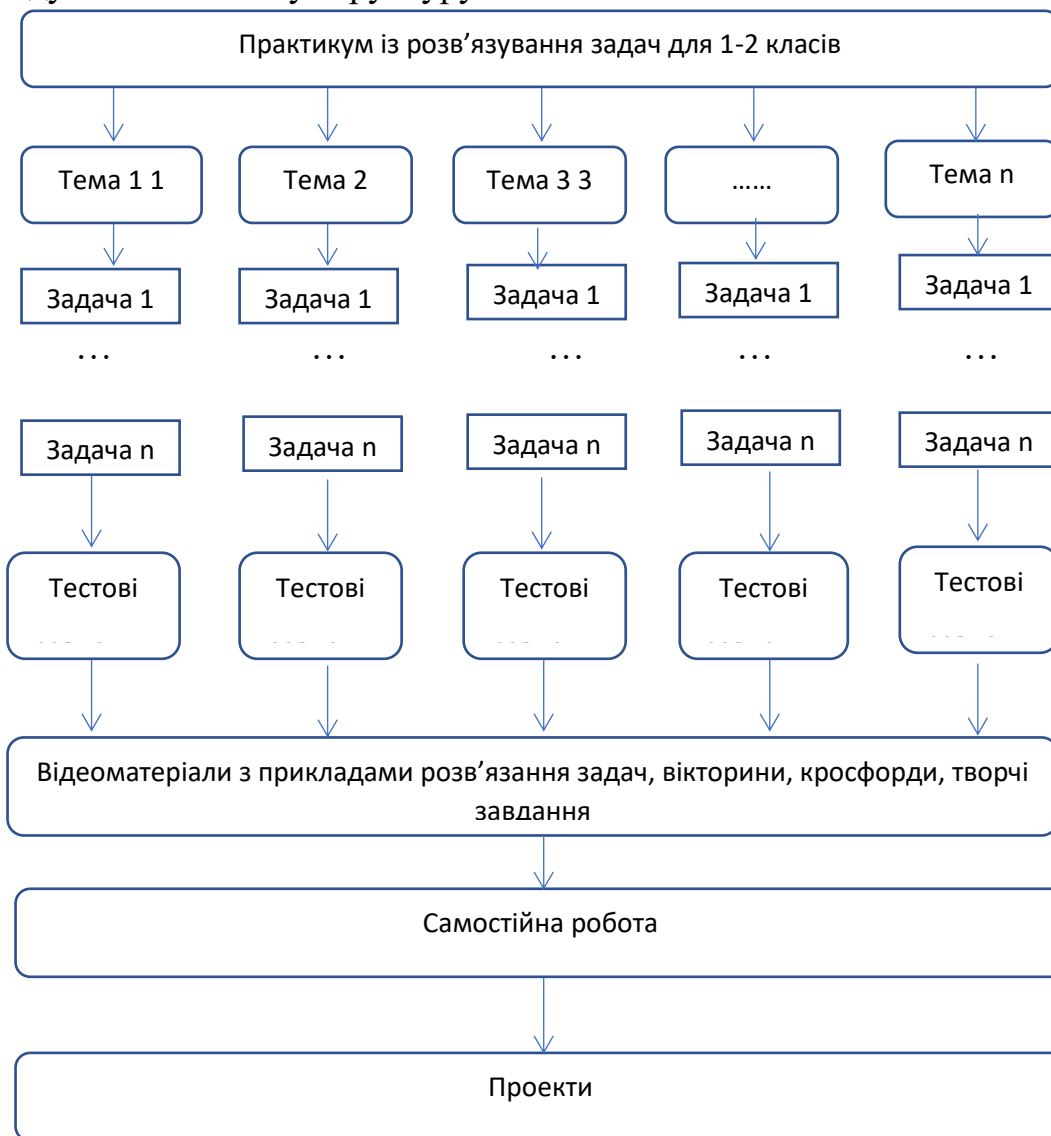 Практикум із розв’язування задач для 1-2 класів
Тема 1 1
Тема 2
Тема 3 3
……
Тема n
Задача 1
Задача 1
Задача 1
Задача 1
Задача 1
…
…
…
…
…
Задача n
Задача n
Задача n
Задача n
Задача n
Тестові
Тестові
Тестові
Тестові
Тестові
Відеоматеріали з прикладами розв’язання задач, вікторини, кросфорди, творчі
завдання
Самостійна робота
Проекти